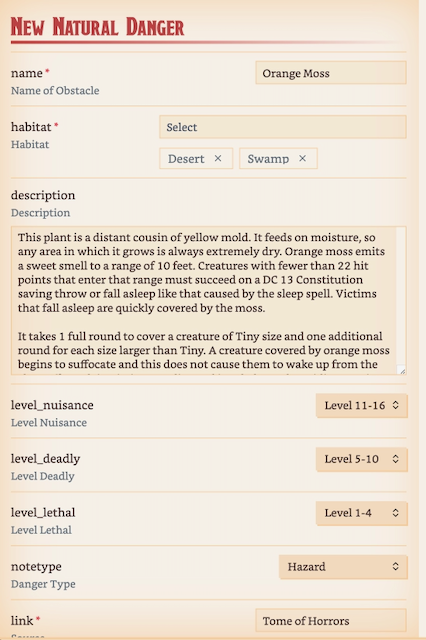 New Natural Danger
name *
Orange Moss
Name of Obstacle
habitat *
Select
Habitat
Desert ×
Swamp ×
description
Description
This plant is a distant cousin of yellow mold. It feeds on moisture, so
any area in which it grows is always extremely dry. Orange moss emits
a sweet smell to a range of 10 feet. Creatures with fewer than 22 hit
points that enter that range must succeed on a DC 13 Constitution
saving throw or fall asleep like that caused by the sleep spell. Victims
that fall asleep are quickly covered by the moss.
It takes 1 full round to cover a creature of Tiny size and one additional
round for each size larger than Tiny. A creature covered by orange moss
begins to suffocate and this does not cause them to wake up from the
level_nuisance
Level 11-16
Level Nuisance
level_deadly
Level 5-10
Level Deadly
level_lethal
Level 1-4
Level Lethal
notetype
Hazard
Danger Type
link *
Tome of Horrors